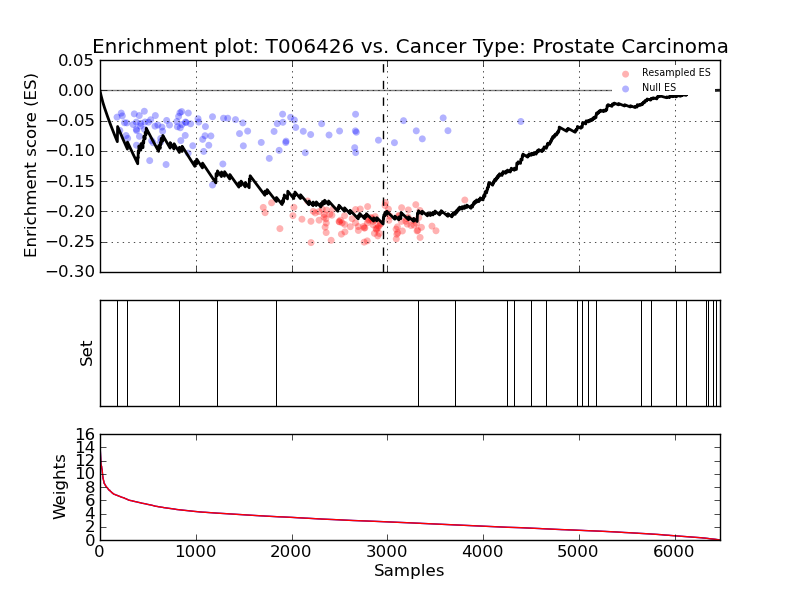 Enrichment plot: T006426 vs. Cancer Type: Prostate Carcinoma
Enrichment score (ES)
0.05
0.00
−0.05
−0.10
−0.15
−0.20
−0.25
−0.30
Resampled ES
Null ES
Set
Weights
16
14
12
10
8
6
4
2
0
0 1000 2000 3000 4000 5000 6000
Samples